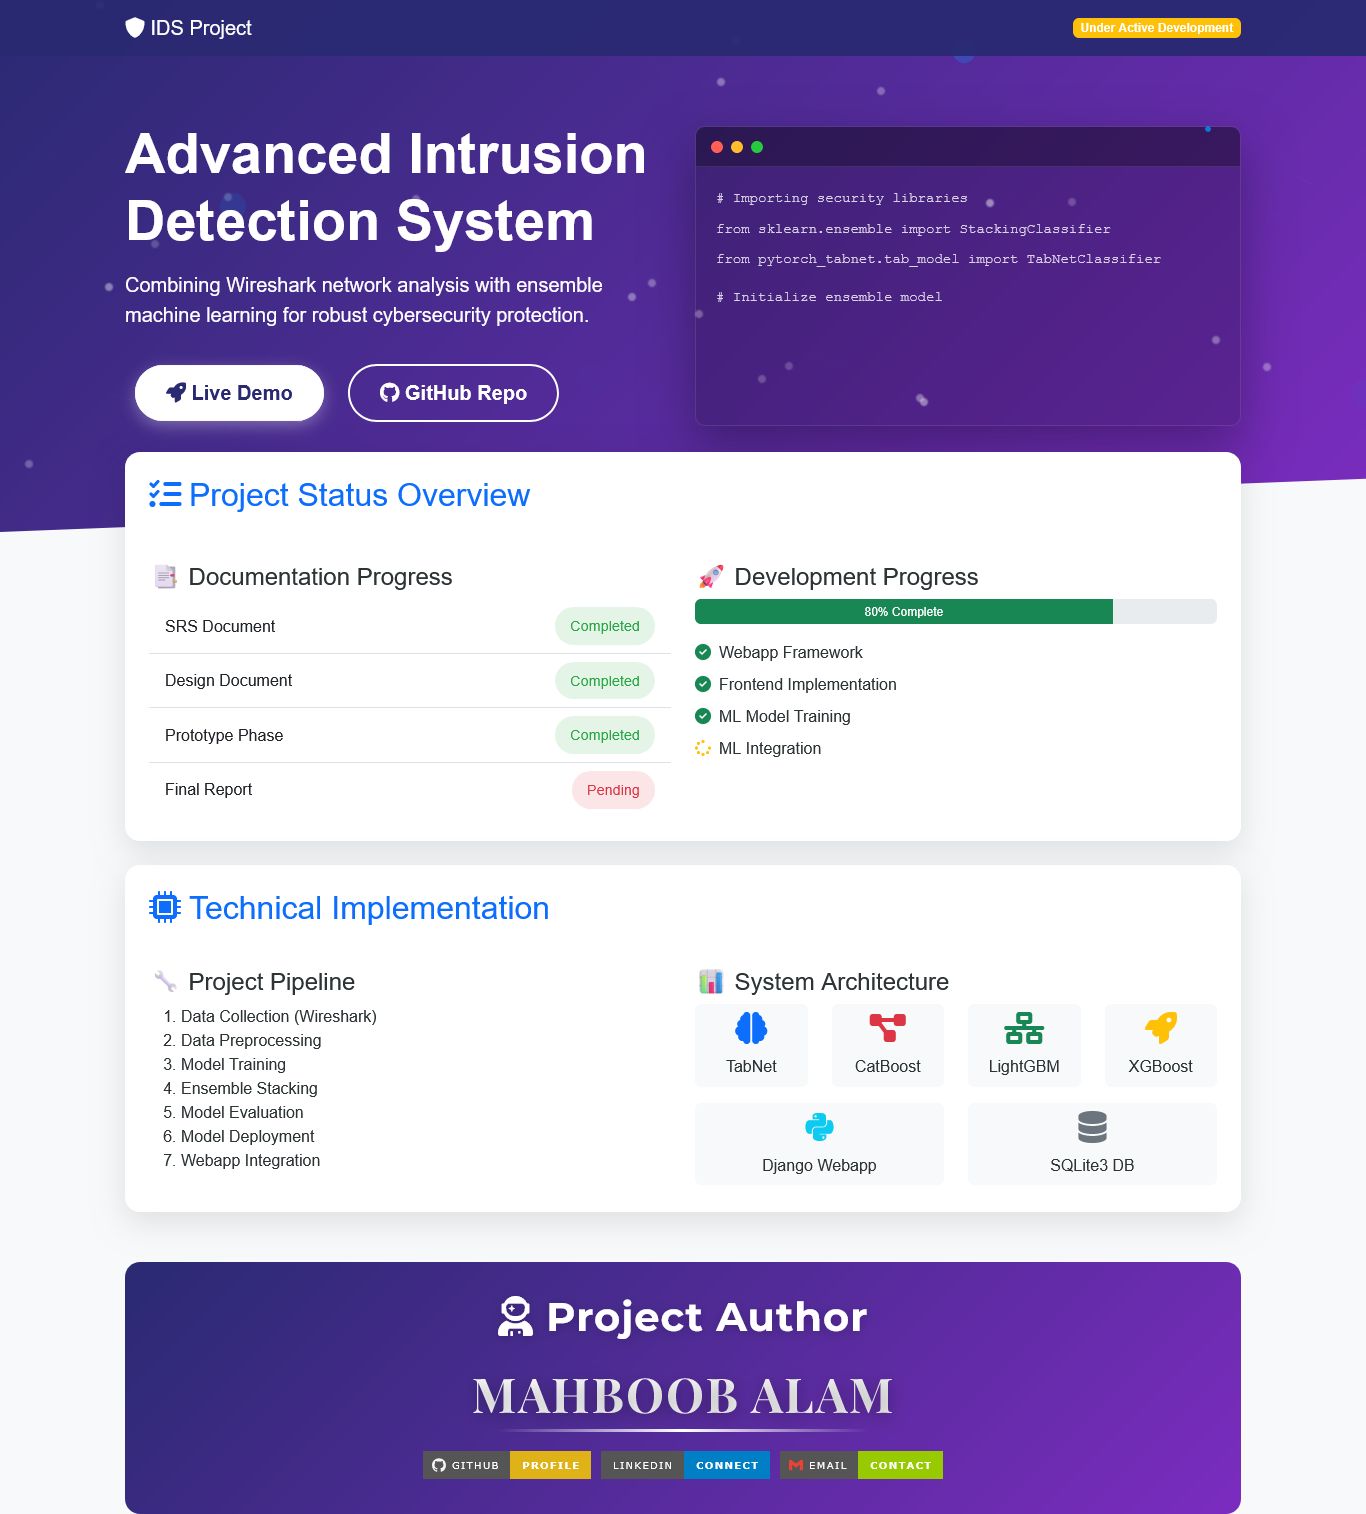 IDS Project
Under Active Development
Advanced Intrusion
Detection System
Combining Wireshark network analysis with ensemble
machine learning for robust cybersecurity protection.
Live Demo
GitHub Repo
# Importing security libraries
from sklearn.ensemble import StackingClassifier
from pytorch_tabnet.tab_model import TabNetClassifier
# Initialize ensemble model
Project Status Overview
Documentation Progress
SRS Document
Completed
Design Document
Completed
Prototype Phase
Completed
Final Report
Pending
Development Progress
80% Complete
Webapp Framework
Frontend Implementation
ML Model Training
ML Integration
Technical Implementation
Project Pipeline
1. Data Collection (Wireshark)
2. Data Preprocessing
3. Model Training
4. Ensemble Stacking
5. Model Evaluation
6. Model Deployment
7. Webapp Integration
System Architecture
TabNet
CatBoost
LightGBM
XGBoost
Django Webapp
SQLite3 DB
Project Author
MAHBOOB ALAM
GITHUB PROFILE
LINKEDIN CONNECT
EMAIL CONTACT